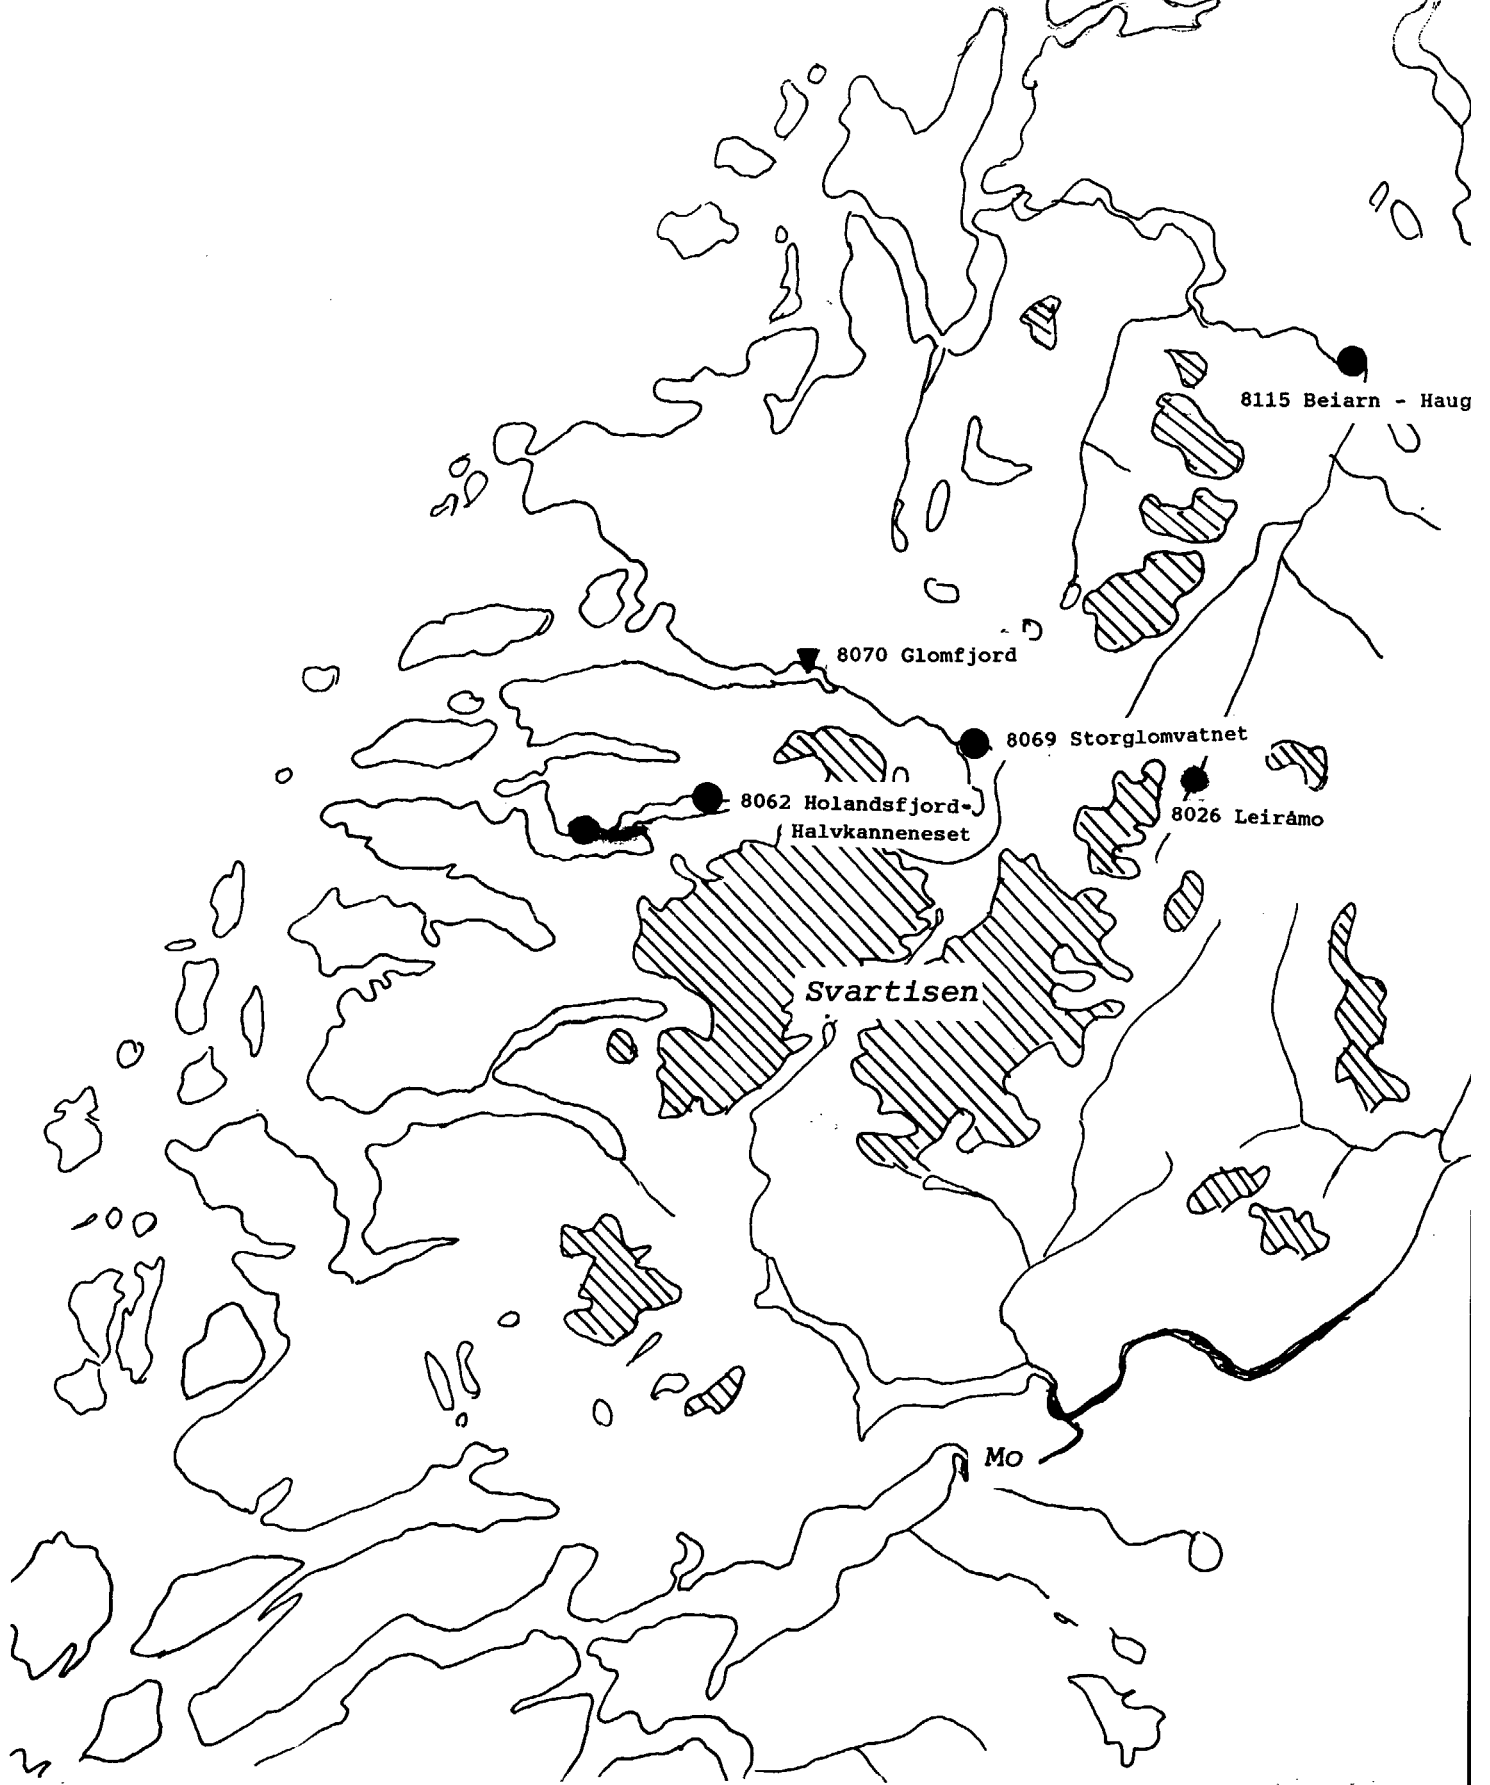 8115 Beiarn - Haug
8070 Glomfjord
8069 Storglomvatnet
8062 Holandsfjord-
Halvkanneneset
8026 Leiråmo
Svartisen
Mo